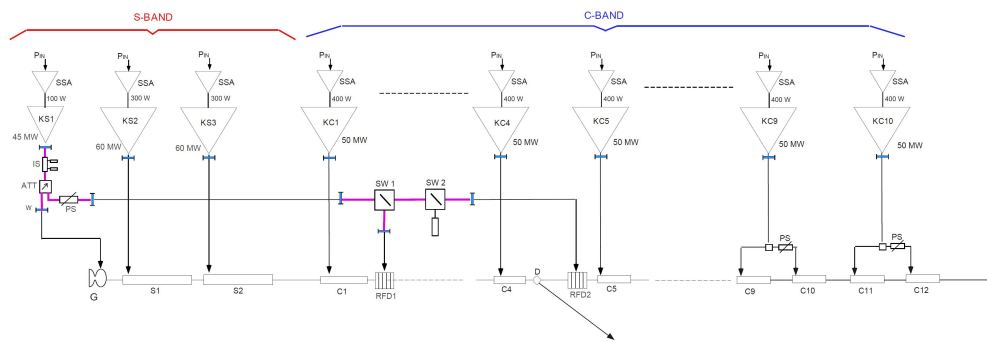 S-BAND
C-BAND
PIN PIN PIN PIN PIN PIN PIN PIN
SSA SSA SSA SSA SSA SSA SSA SSA
100 W 300 W 300 W 400 W 400 W 400 W 400 W 400 W
KS1 KS2 KS3 KC1 KC4 KC5 KC9 KC10
45 MW 60 MW 60 MW 50 MW 50 MW 50 MW 50 MW 50 MW
IS
ATT SW 1 SW 2
W PS
PS PS
G S1 S2 C1 RFD1 C4 D RFD2 C5 C9 C10 C11 C12